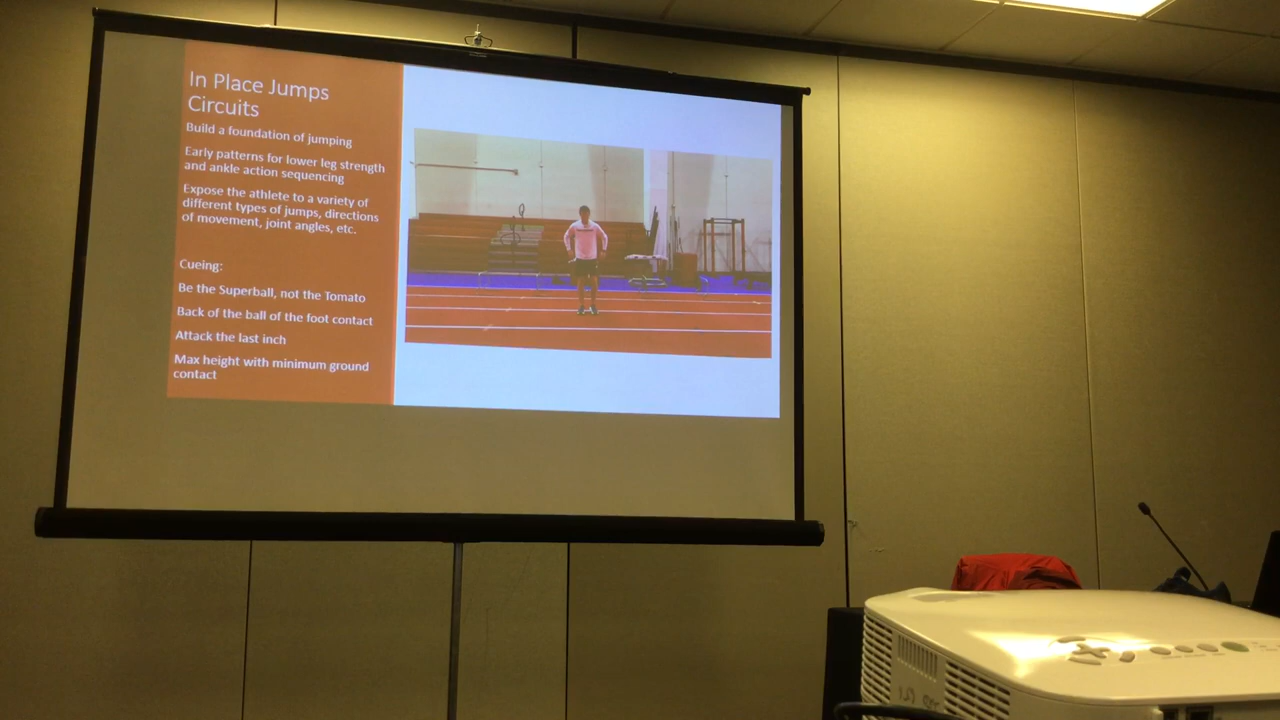 In Place Jumps
Circuits
Build a foundation of jumping
Early patterns for lower leg strength
and ankle action sequencing
Expose the athlete to a variety of
different types of jumps, directions
of movement, joint angles, etc.
Cueing:
Be the Superball, not the Tomato
Back of the ball of the foot contact
Attack the last inch
Max height with minimum ground
contact